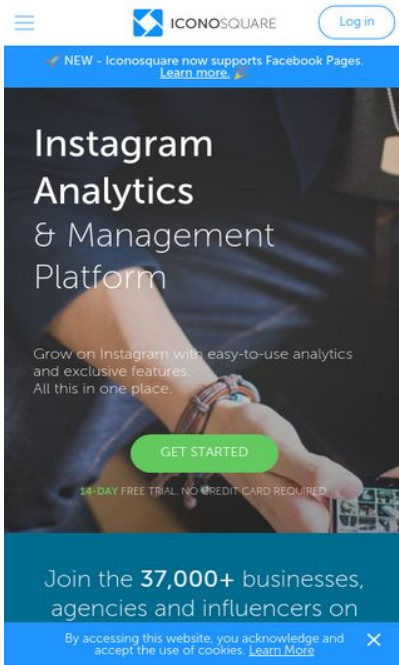 ICONOSQUARE
Log in
NEW - Iconosquare now supports Facebook Pages.
Learn more.
Instagram
Analytics
& Management
Platform
Grow on Instagram with easy-to-use analytics
and exclusive features.
All this in one place.
GET STARTED
14-DAY FREE TRIAL. NO CREDIT CARD REQUIRED
Join the 37,000+ businesses,
agencies and influencers on
By accessing this website, you acknowledge and
accept the use of cookies. Learn More